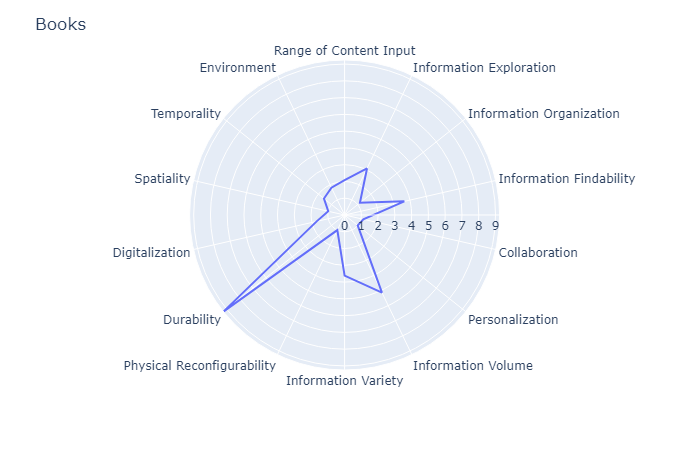 Books
Range of Content Input
Environment
Information Exploration
Temporality
Information Organization
Spatiality
Information Findability
0 1 2 3 4 5 6 7 8 9
Digitalization
Collaboration
Durability
Personalization
Physical Reconfigurability
Information Volume
Information Variety